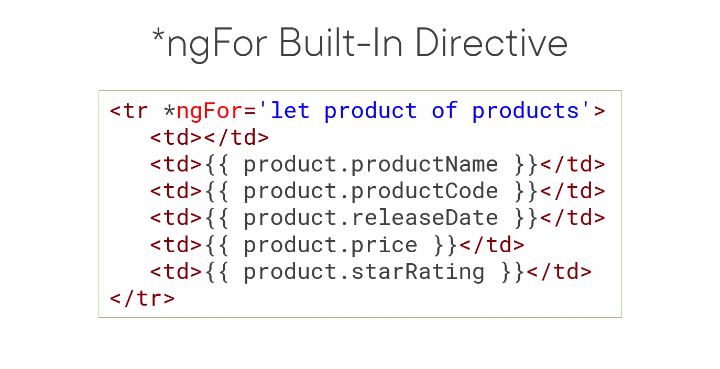 *ngFor Built-In Directive
<tr *ngFor='let product of products'>
<td></td>
<td>{{ product.productName }}</td>
<td>{{ product.productCode }}</td>
<td>{{ product.releaseDate }}</td>
<td>{{ product.price }}</td>
<td>{{ product.starRating }}</td>
</tr>